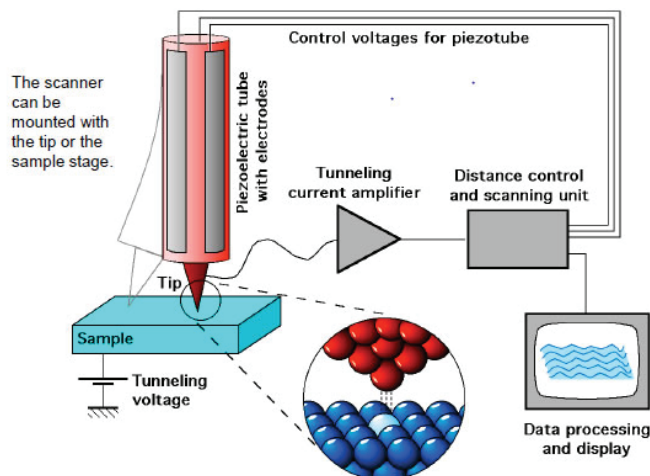 Control voltages for piezotube
The scanner
can be
mounted with
the tip or the
sample stage.
Piezoelectric tube
with electrodes
Tunneling
current amplifier
Distance control
and scanning unit
Tip
Sample
Tunneling
voltage
Data processing
and display